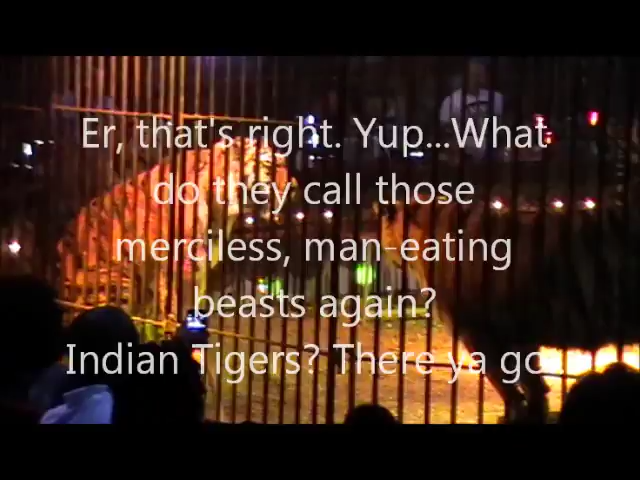 Er, that's right. Yup...What
do they call those
merciless, man-eating
beasts again?
Indian Tigers? There ya go.